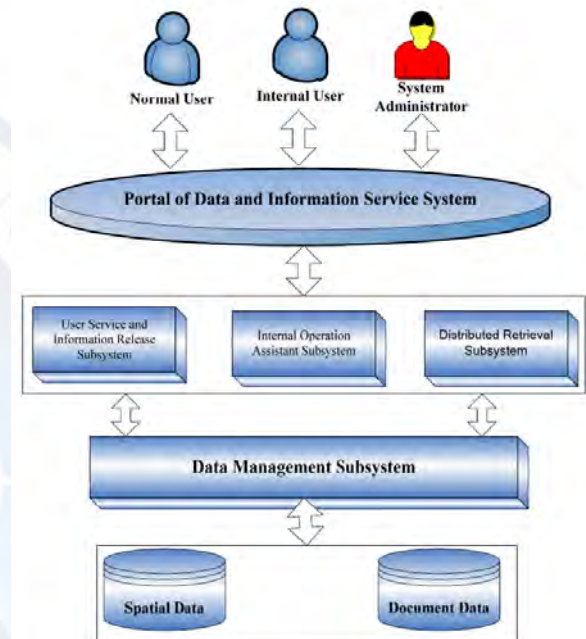 Normal User
Internal User
System
Administrator
Portal of Data and Information Service System
User Service and
Information Release
Subsystem
Internal Operation
Assistant Subsystem
Distributed Retrieval
Subsystem
Data Management Subsystem
Spatial Data
Document Data